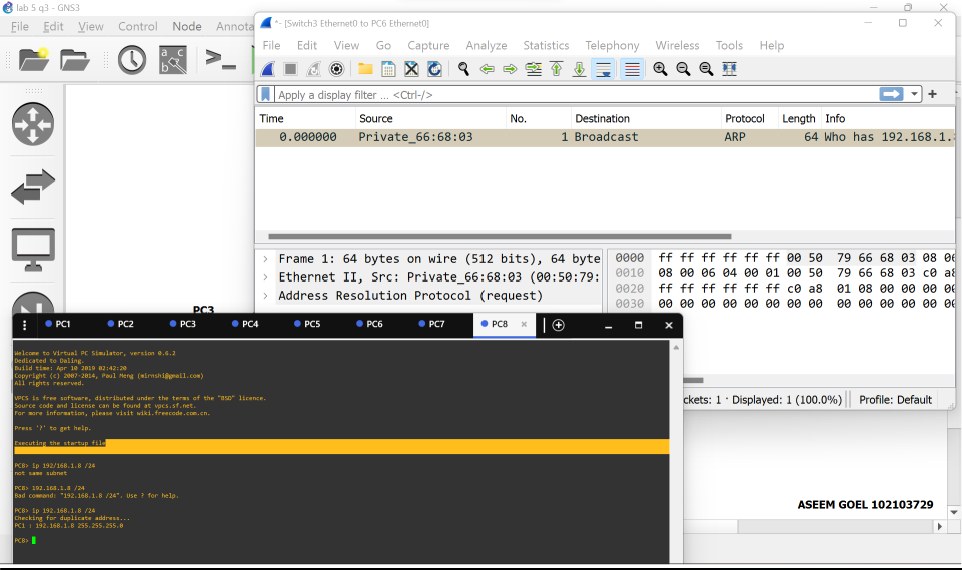 lab 5 q3 - GNS3
File Edit View Control Node Annota
*- [Switch3 Ethernet0 to PC6 Ethernet0]
File Edit View Go Capture Analyze Statistics Telephony Wireless Tools Help
Apply a display filter ... <Ctrl-/>
Time Source No. Destination Protocol Length Info
0.000000 Private_66:68:03 1 Broadcast ARP 64 Who has 192.168.1.
Frame 1: 64 bytes on wire (512 bits), 64 byte
Ethernet II, Src: Private_66:68:03 (00:50:79:
Address Resolution Protocol (request)
0000 ff ff ff ff ff ff 00 50 79 66 68 03 08 0
0010 08 00 06 04 00 01 00 50 79 66 68 03 c0 a
0020 ff ff ff ff ff ff c0 a8 01 08 00 00 00 0
0030 00 00 00 00 00 00 00 00 00 00 00 00 00 0
PC3
PC1 PC2 PC3 PC4 PC5 PC6 PC7 PC8
Welcome to Virtual PC Simulator, version 0.6.2
Dedicated to Daling.
Build time: Apr 10 2019 02:42:20
Copyright (c) 2007-2014, Paul Meng (mirnshi@gmail.com)
All rights reserved.
VPCS is free software, distributed under the terms of the "BSD" licence.
Source code and license can be found at vpcs.sf.net.
For more information, please visit wiki.freecode.com.cn.
Press '?' to get help.
Executing the startup file
PC8> ip 192/168.1.8 /24
not same subnet
PC8> 192.168.1.8 /24
Bad command: "192.168.1.8 /24". Use ? for help.
PC8> ip 192.168.1.8 /24
Checking for duplicate address...
PC1 : 192.168.1.8 255.255.255.0
PC8>
ckets: 1 · Displayed: 1 (100.0%) Profile: Default
ASEEM GOEL 102103729